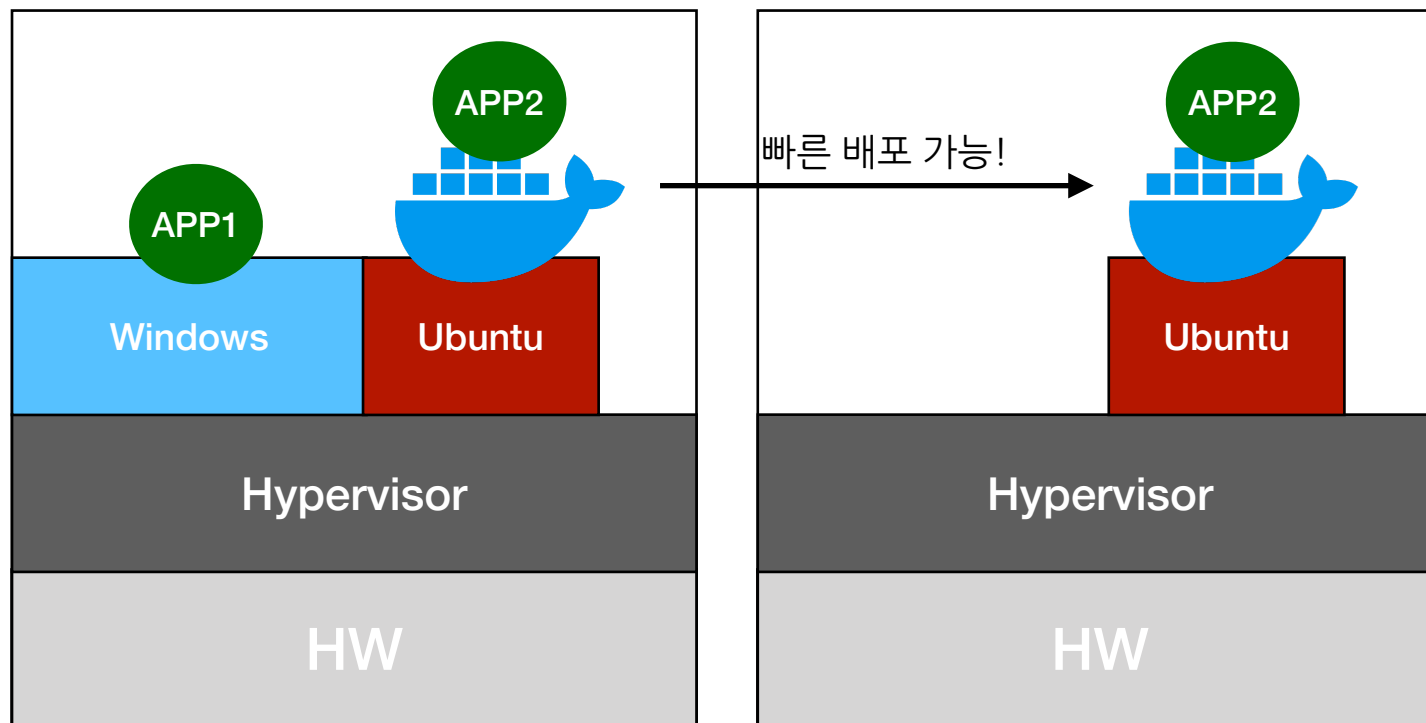 APP2
APP1
Windows
Ubuntu
Hypervisor
HW
빠른 배포 가능!
APP2
Ubuntu
Hypervisor
HW